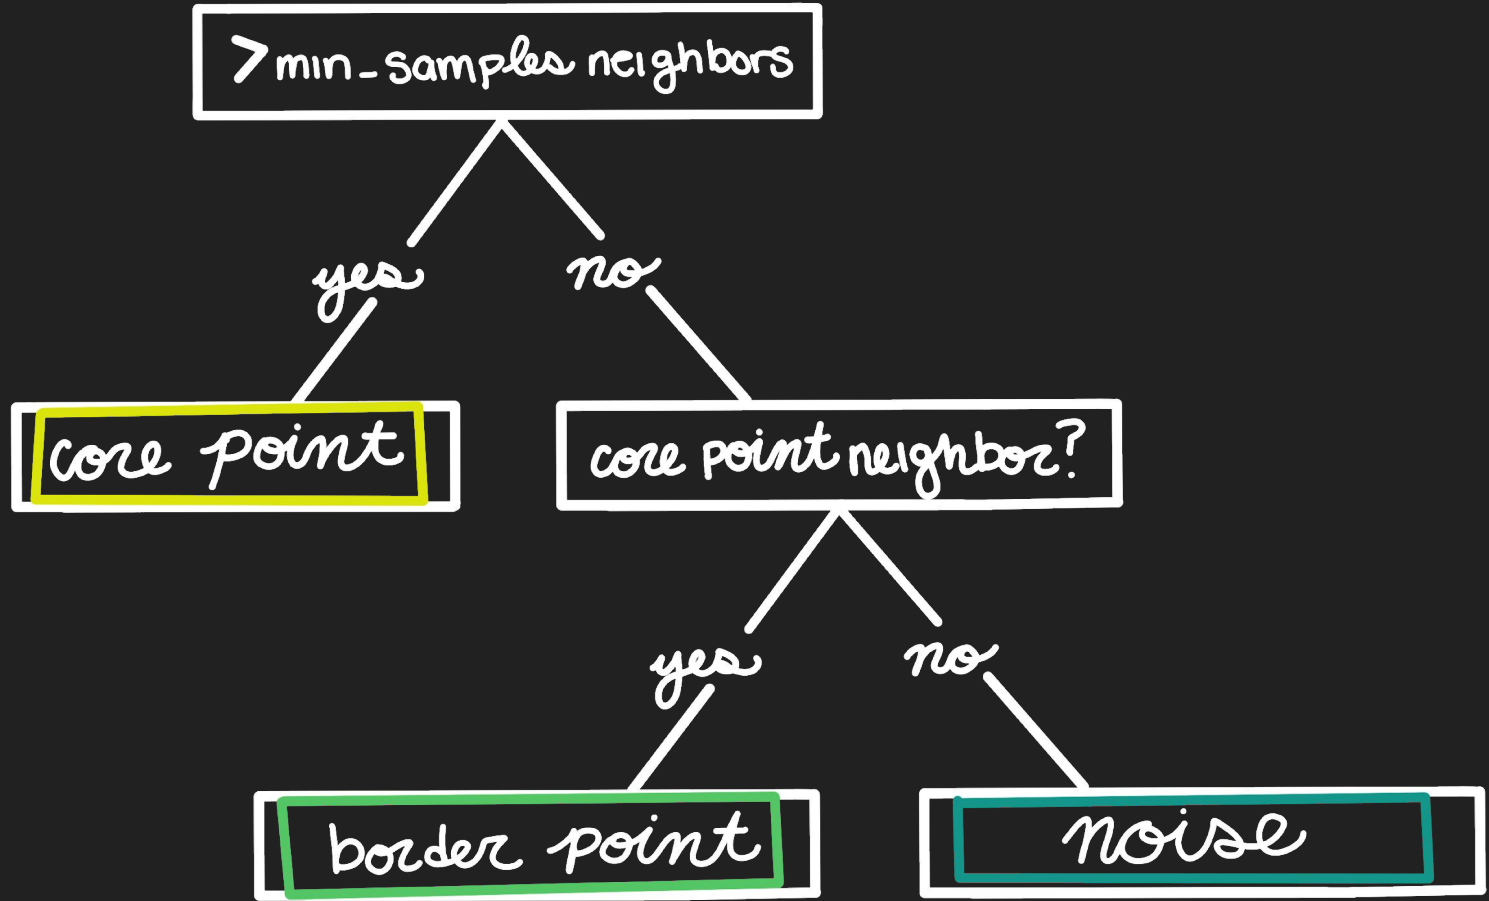 >min_samples neighbors
yes
no
core point
core point neighbor?
yes
no
border point
noise